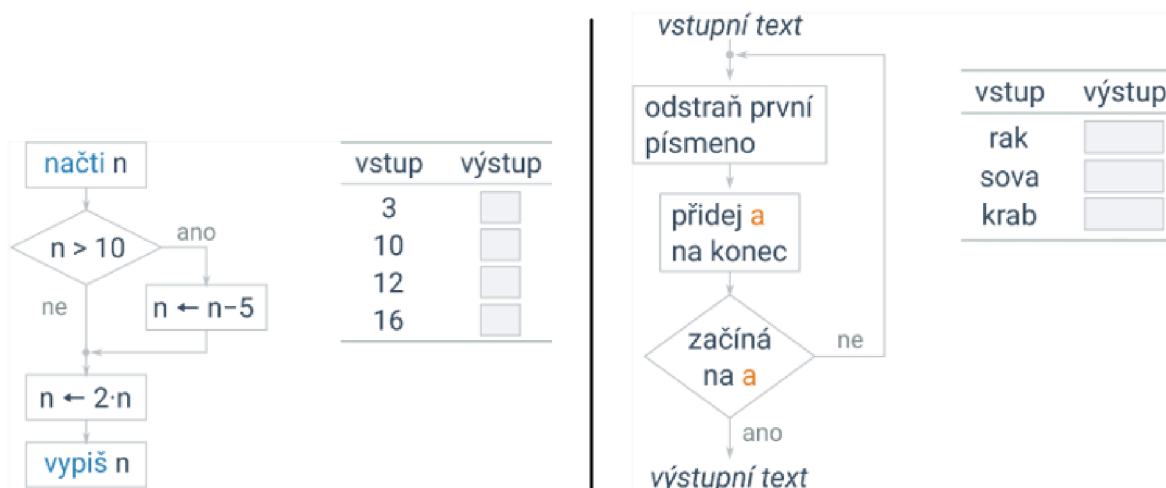 načti n
n > 10
ano
ne
n ← n−5
n ← 2·n
vypiš n
vstup výstup
3
10
12
16
vstupní text
odstraň první
písmeno
přidej a
na konec
začíná
na a
ne
ano
výstupní text
vstup výstup
rak
sova
krab